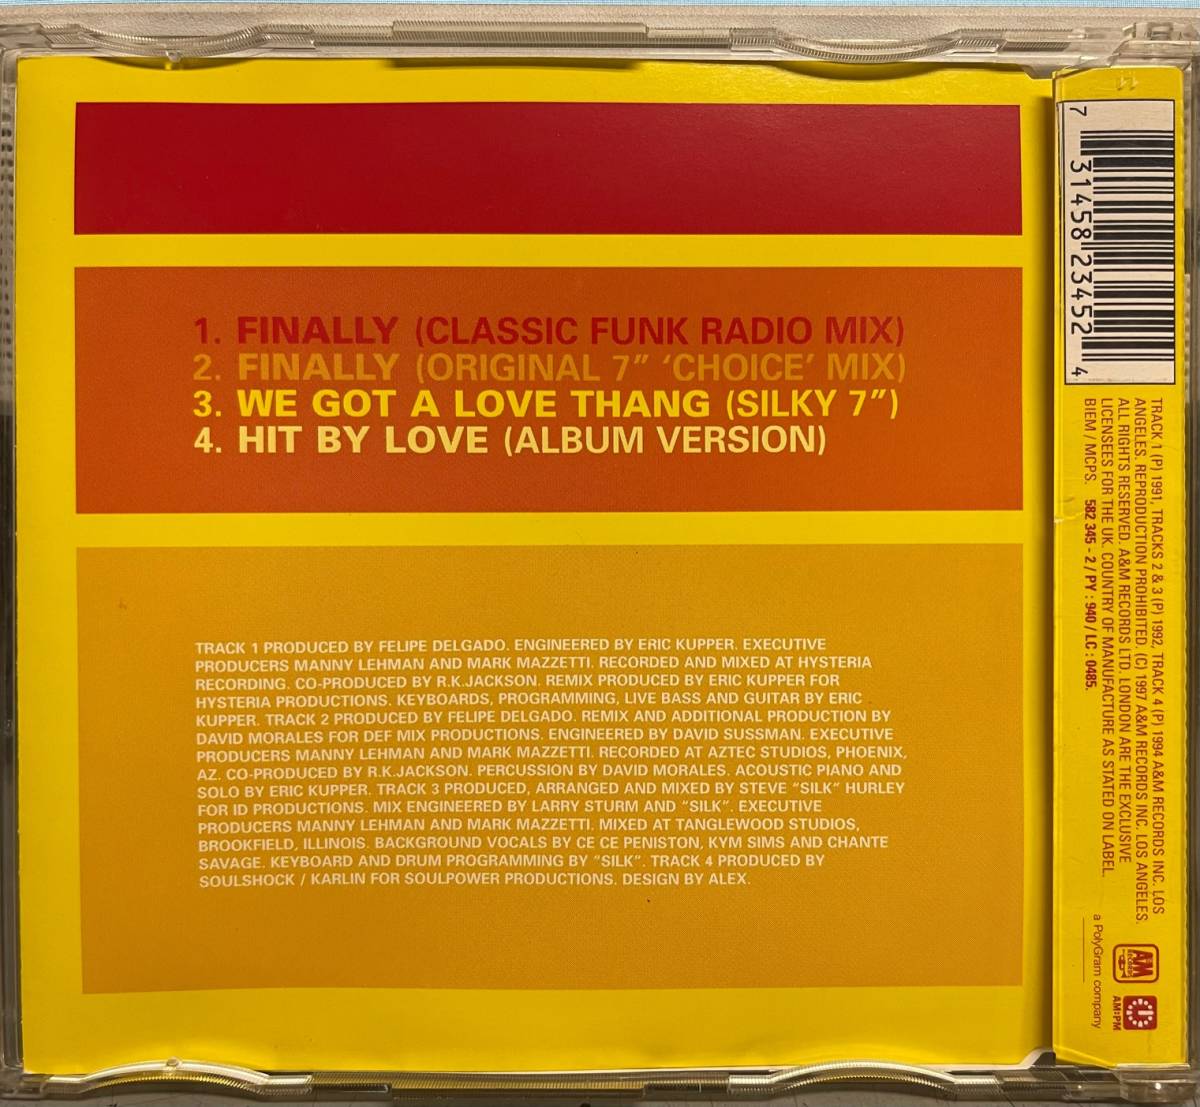 1. FINALLY (CLASSIC FUNK RADIO MIX)
2. FINALLY (ORIGINAL 7″ ‘CHOICE’ MIX)
3. WE GOT A LOVE THANG (SILKY 7″)
4. HIT BY LOVE (ALBUM VERSION)
TRACK 1 PRODUCED BY FELIPE DELGADO. ENGINEERED BY ERIC KUPPER. EXECUTIVE
PRODUCERS MANNY LEHMAN AND MARK MAZZETTI. RECORDED AND MIXED AT HYSTERIA
RECORDING. CO-PRODUCED BY R.K.JACKSON. REMIX PRODUCED BY ERIC KUPPER FOR
HYSTERIA PRODUCTIONS. KEYBOARDS, PROGRAMMING, LIVE BASS AND GUITAR BY ERIC
KUPPER. TRACK 2 PRODUCED BY FELIPE DELGADO. REMIX AND ADDITIONAL PRODUCTION BY
DAVID MORALES FOR DEF MIX PRODUCTIONS. ENGINEERED BY DAVID SUSSMAN. EXECUTIVE
PRODUCERS MANNY LEHMAN AND MARK MAZZETTI. RECORDED AT AZTEC STUDIOS, PHOENIX,
AZ. CO-PRODUCED BY R.K.JACKSON. PERCUSSION BY DAVID MORALES. ACOUSTIC PIANO AND
SOLO BY ERIC KUPPER. TRACK 3 PRODUCED, ARRANGED AND MIXED BY STEVE “SILK” HURLEY
FOR ID PRODUCTIONS. MIX ENGINEERED BY LARRY STURM AND “SILK”. EXECUTIVE
PRODUCERS MANNY LEHMAN AND MARK MAZZETTI. MIXED AT TANGLEWOOD STUDIOS,
BROOKFIELD, ILLINOIS. BACKGROUND VOCALS BY CE CE PENISTON, KYM SIMS AND CHANTE
SAVAGE. KEYBOARD AND DRUM PROGRAMMING BY “SILK”. TRACK 4 PRODUCED BY
SOULSHOCK / KARLIN FOR SOULPOWER PRODUCTIONS. DESIGN BY ALEX.
11
7 31458 23452 4
TRACK 1 (P) 1991, TRACKS 2 & 3 (P) 1992, TRACK 4 (P) 1994 A&M RECORDS INC. LOS
ANGELES. REPRODUCTION PROHIBITED. (C) 1997 A&M RECORDS INC. LOS ANGELES.
ALL RIGHTS RESERVED. A&M RECORDS LTD. LONDON ARE THE EXCLUSIVE
LICENSEES FOR THE UK. COUNTRY OF MANUFACTURE AS STATED ON LABEL.
BIEM / MCPS. 582 345 - 2 / PY : 940 / LC : 0485.
A&M
RECORDS
AM:PM
a PolyGram company